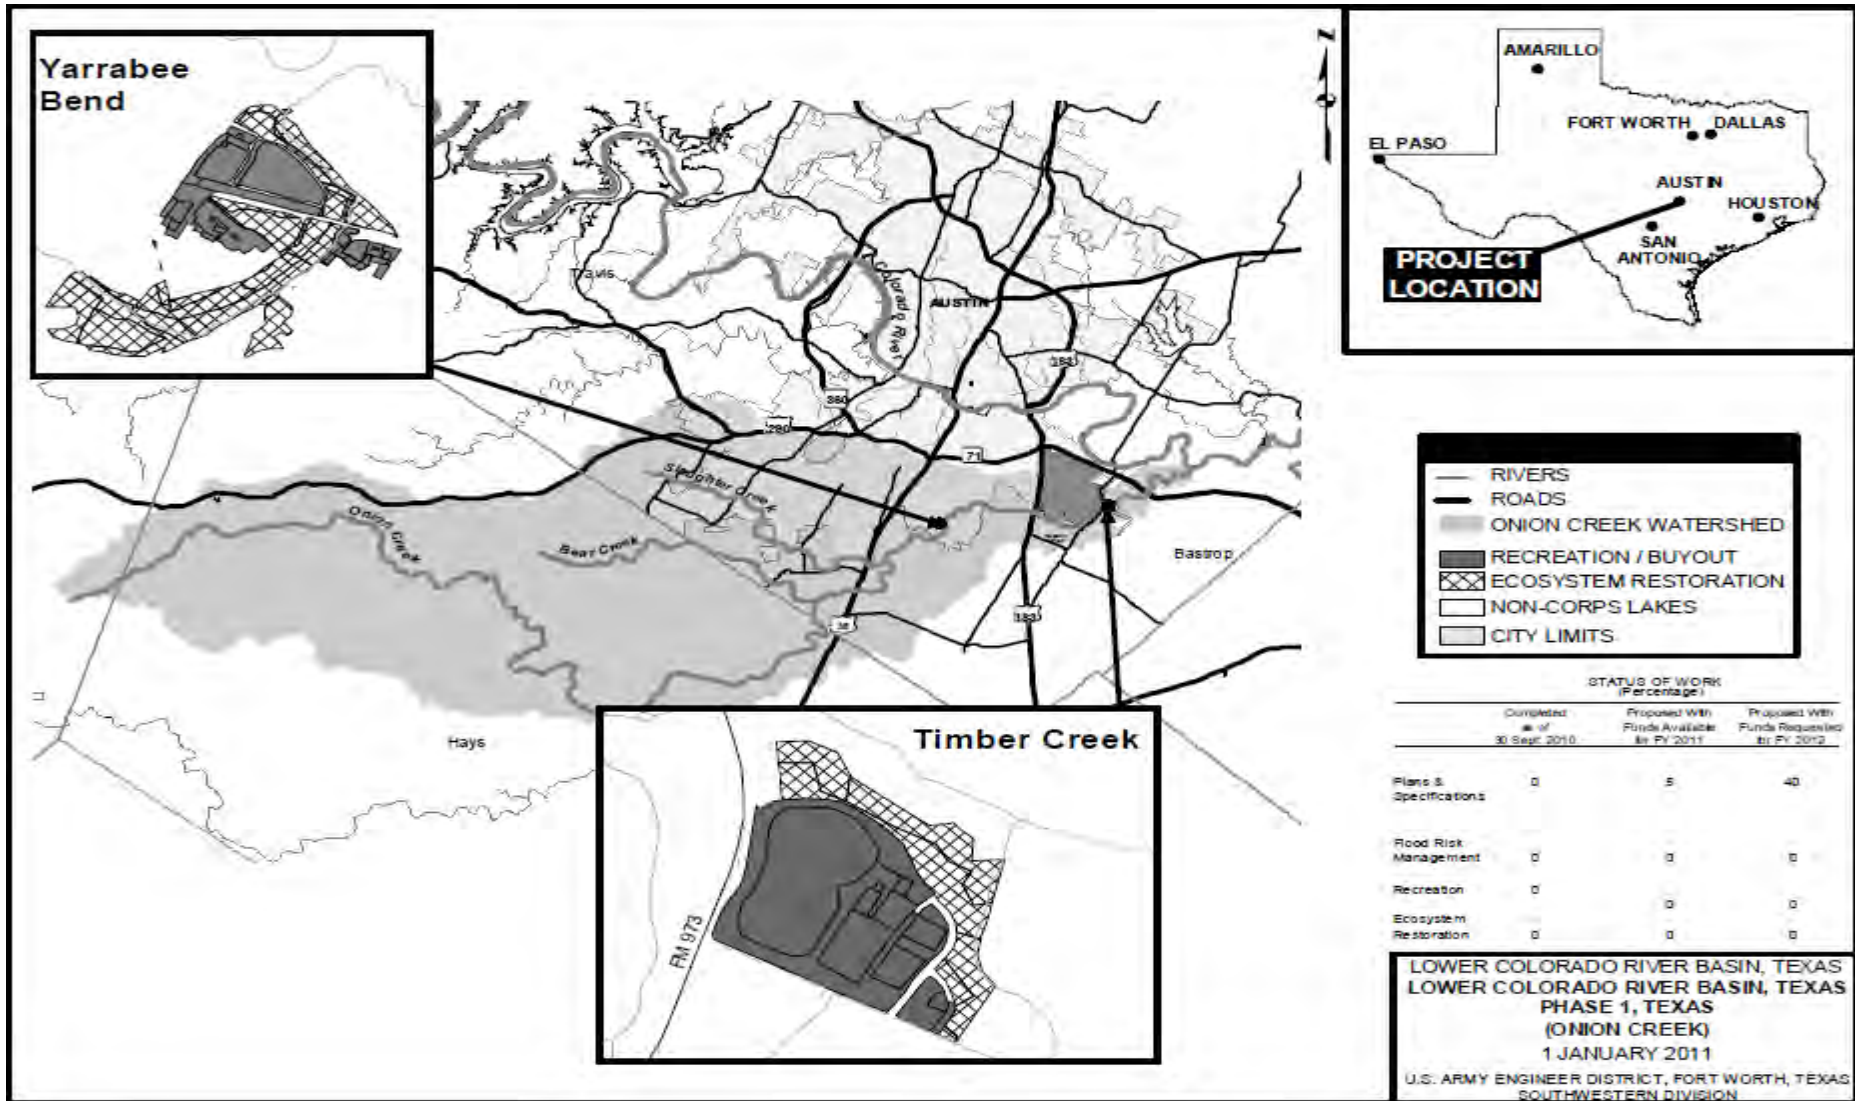 Yarrabee
Bend
Z
AMARILLO
FORT WORTH
DALLAS
EL PASO
AUSTIN
HOUSTON
SAN
ANTONIO
PROJECT
LOCATION
Travis
Colorado River
AUSTIN
183
360
290
71
Slaughter Creek
Onion Creek
Bear Creek
Bastrop
183
35
Hays
RIVERS
ROADS
ONION CREEK WATERSHED
RECREATION / BUYOUT
ECOSYSTEM RESTORATION
NON-CORPS LAKES
CITY LIMITS
STATUS OF WORK
(Percentage)
Completed as of 30 Sept 2010
Proposed With Funds Available for FY 2011
Proposed With Funds Requested for FY 2012
Plans & Specifications 0 5 40
Flood Risk Management 0 0 0
Recreation 0 0 0
Ecosystem Restoration 0 0 0
Timber Creek
FM 973
LOWER COLORADO RIVER BASIN, TEXAS
LOWER COLORADO RIVER BASIN, TEXAS
PHASE 1, TEXAS
(ONION CREEK)
1 JANUARY 2011
U.S. ARMY ENGINEER DISTRICT, FORT WORTH, TEXAS
SOUTHWESTERN DIVISION